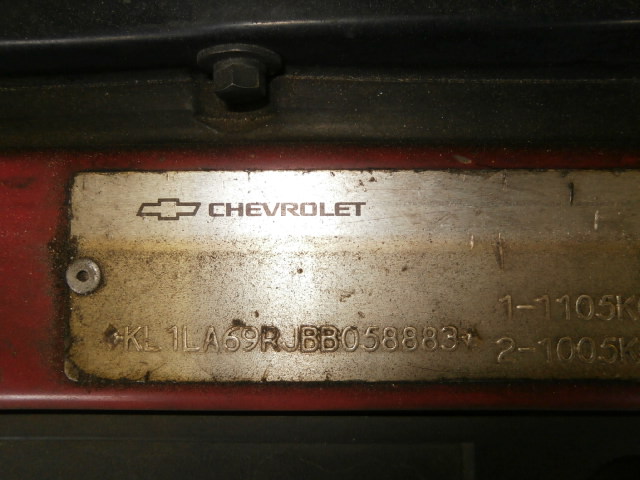 CHEVROLET
1-1105K
*KL1LA69RJBB058883*
2-1005K